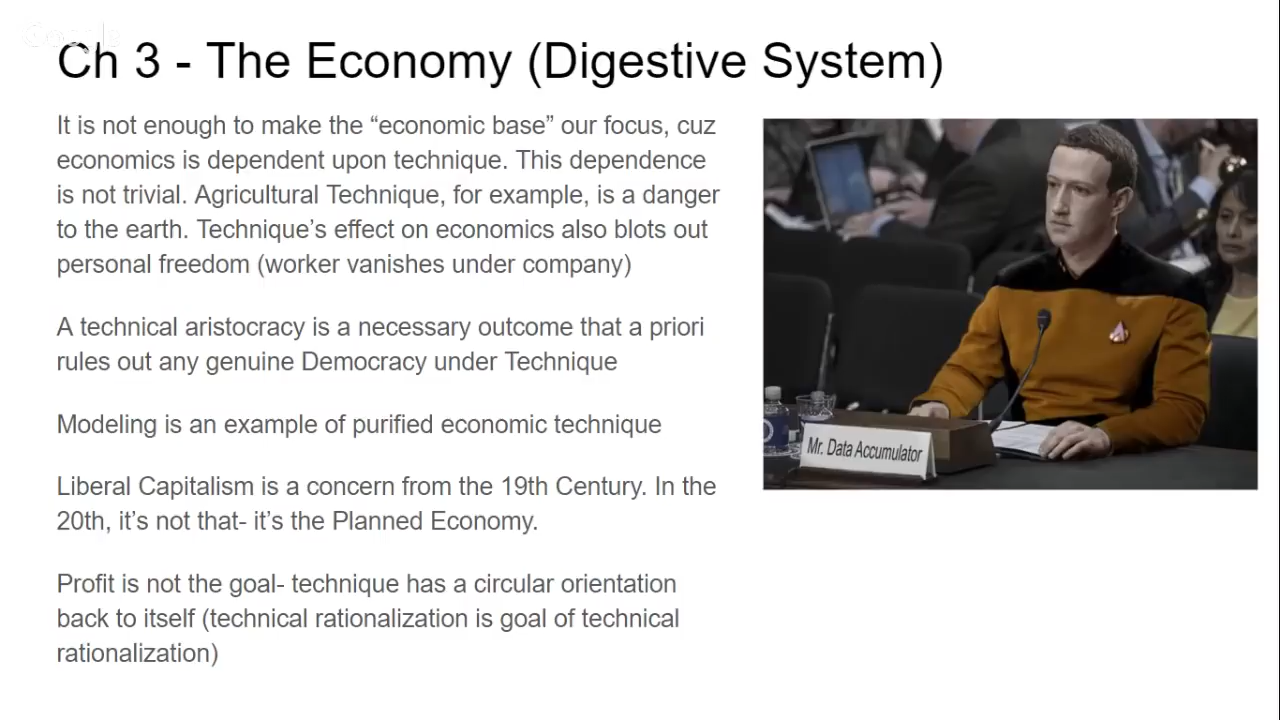 Google
Ch 3 - The Economy (Digestive System)
It is not enough to make the “economic base” our focus, cuz
economics is dependent upon technique. This dependence
is not trivial. Agricultural Technique, for example, is a danger
to the earth. Technique’s effect on economics also blots out
personal freedom (worker vanishes under company)
A technical aristocracy is a necessary outcome that a priori
rules out any genuine Democracy under Technique
Modeling is an example of purified economic technique
Liberal Capitalism is a concern from the 19th Century. In the
20th, it’s not that- it’s the Planned Economy.
Profit is not the goal- technique has a circular orientation
back to itself (technical rationalization is goal of technical
rationalization)
Mr. Data Accumulator